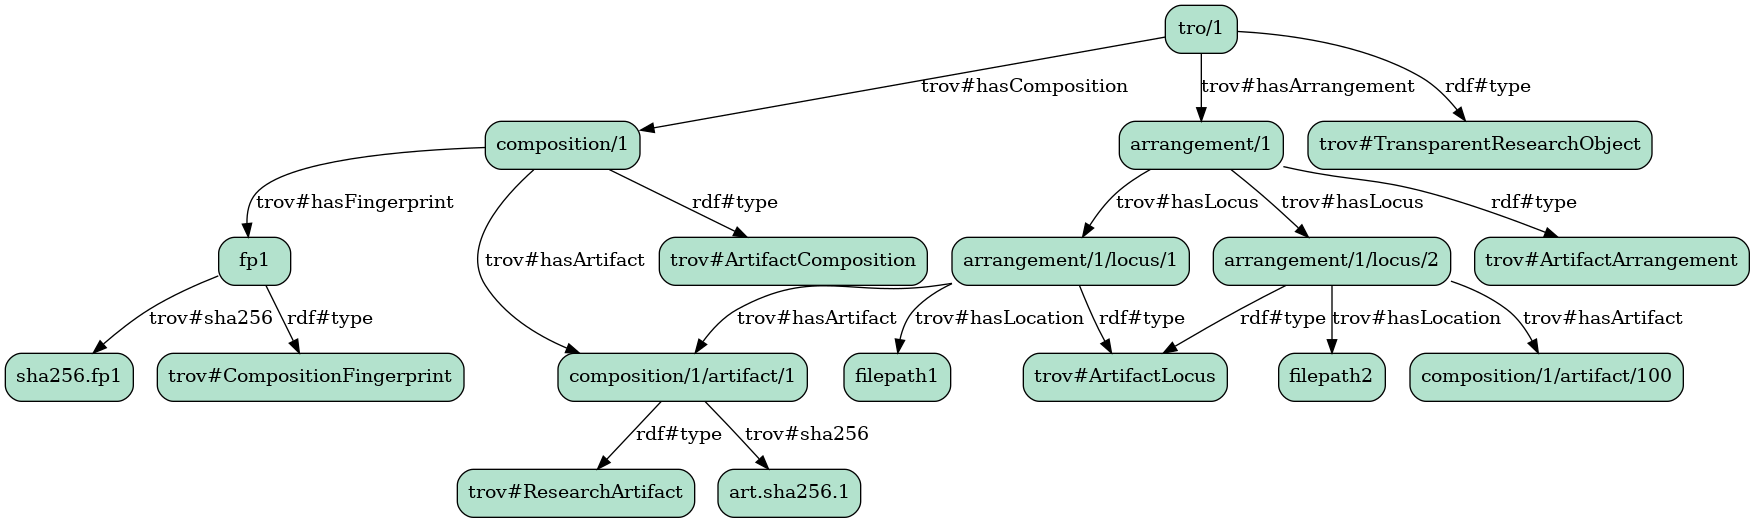 tro/1
trov#hasComposition
trov#hasArrangement
rdf#type
composition/1
arrangement/1
trov#TransparentResearchObject
trov#hasFingerprint
rdf#type
trov#hasLocus
trov#hasLocus
rdf#type
fp1
trov#hasArtifact
trov#ArtifactComposition
arrangement/1/locus/1
arrangement/1/locus/2
trov#ArtifactArrangement
trov#sha256
rdf#type
trov#hasArtifact
trov#hasLocation
rdf#type
rdf#type
trov#hasLocation
trov#hasArtifact
sha256.fp1
trov#CompositionFingerprint
composition/1/artifact/1
filepath1
trov#ArtifactLocus
filepath2
composition/1/artifact/100
rdf#type
trov#sha256
trov#ResearchArtifact
art.sha256.1